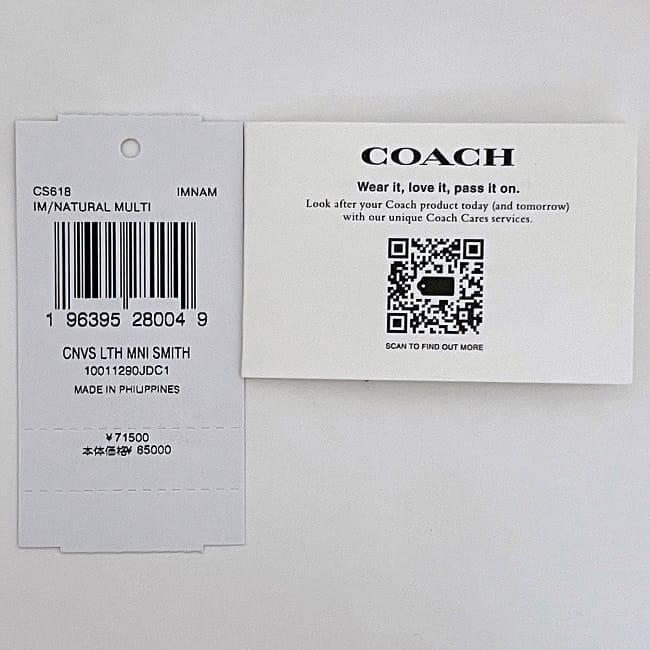 CS618 IMNAM
IM/NATURAL MULTI
1 96395 28004 9
CNVS LTH MNI SMITH
10011290JDC1
MADE IN PHILIPPINES
¥71500
本体価格¥ 65000
COACH
Wear it, love it, pass it on.
Look after your Coach product today (and tomorrow)
with our unique Coach Cares services.
SCAN TO FIND OUT MORE